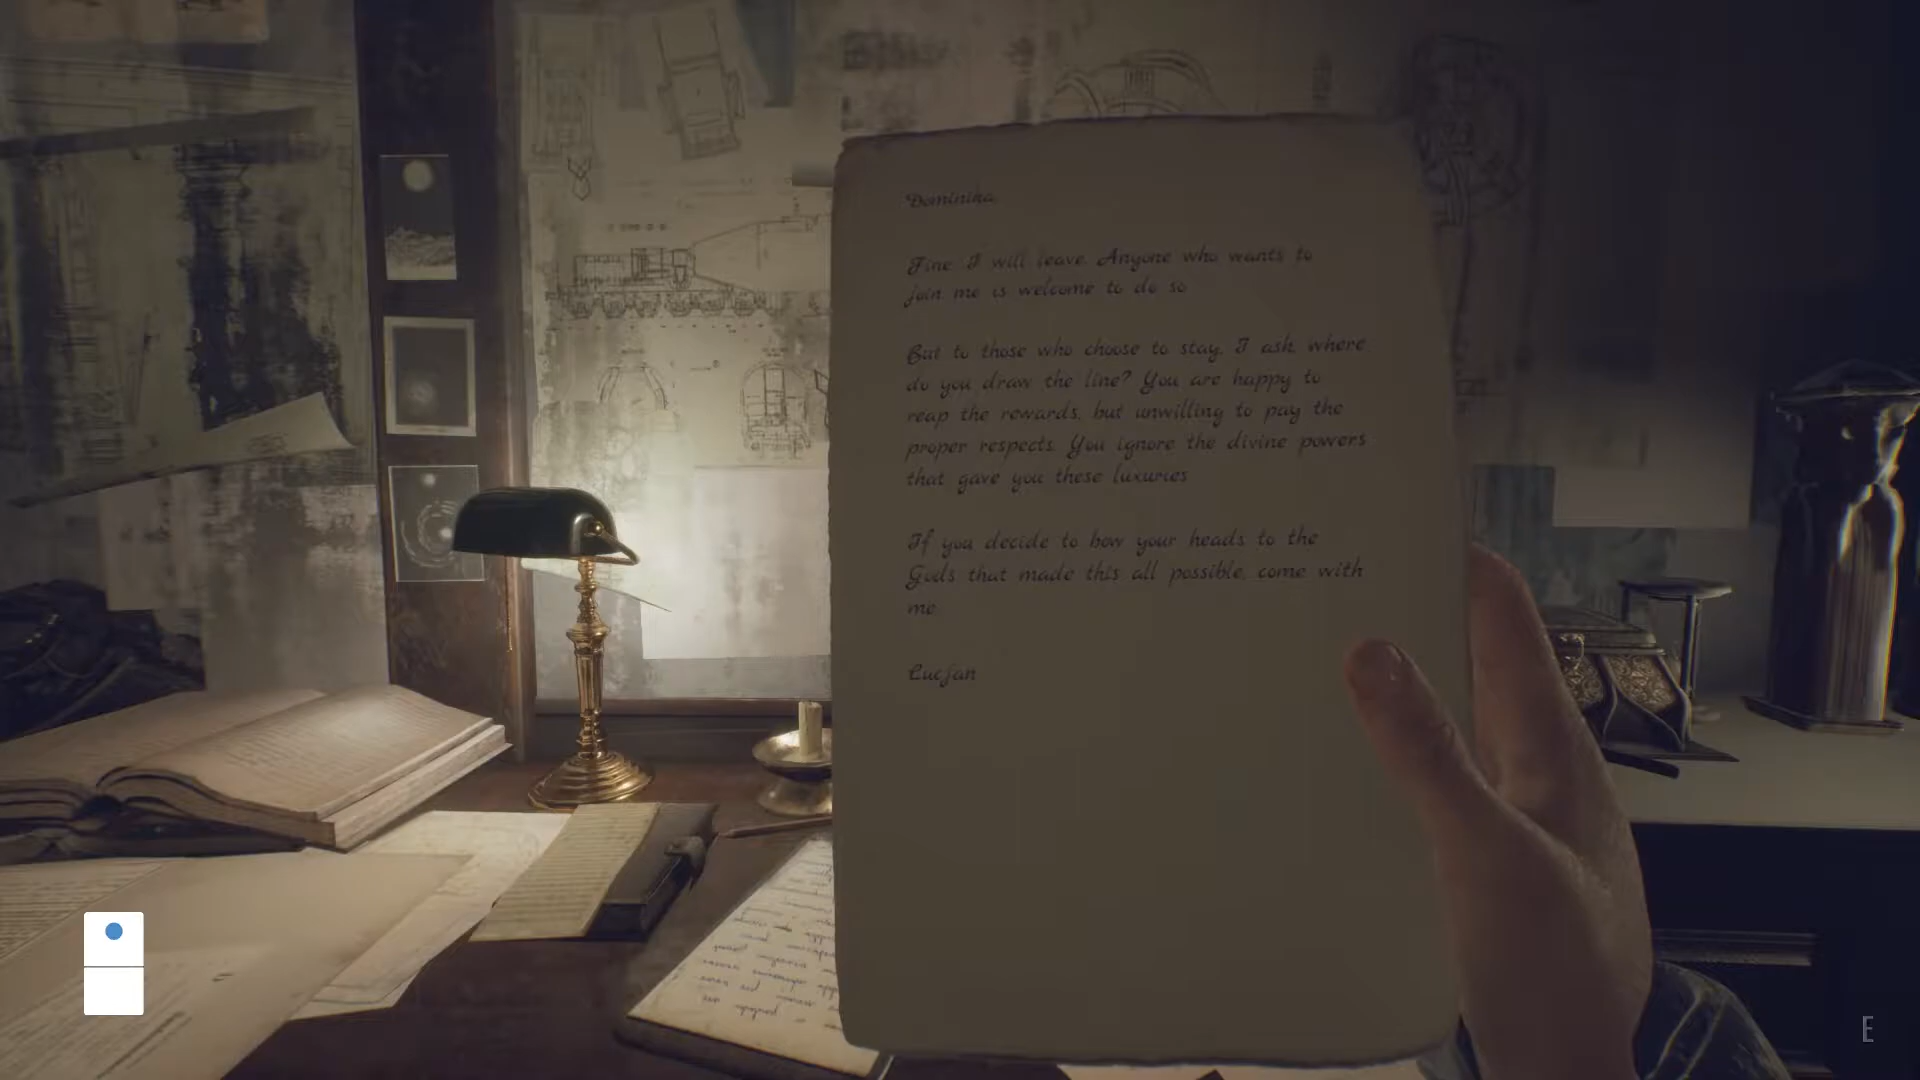 Dominika,
Fine. I will leave. Anyone who wants to
join me is welcome to do so.
But to those who choose to stay, I ask, where
do you draw the line? You are happy to
reap the rewards, but unwilling to pay the
proper respects. You ignore the divine powers
that gave you these luxuries.
If you decide to bow your heads to the
Gods that made this all possible, come with
me.
Lucjan
E